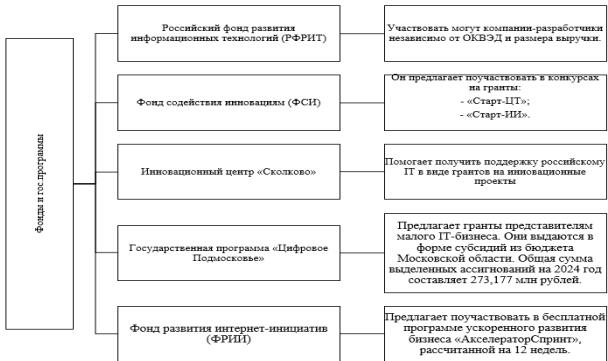 Фонды и гос.программы
Российский фонд развития
информационных технологий (РФРИТ)
Участвовать могут компании-разработчики
независимо от ОКВЭД и размера выручки.
Фонд содействия инновациям (ФСИ)
Он предлагает поучаствовать в конкурсах
на гранты:
- «Старт-ЦТ»;
- «Старт-ИИ».
Инновационный центр «Сколково»
Помогает получить поддержку российскому
IT в виде грантов на инновационные
проекты
Государственная программа «Цифровое
Подмосковье»
Предлагает гранты представителям
малого IT-бизнеса. Они выдаются в
форме субсидий из бюджета
Московской области. Общая сумма
выделенных ассигнований на 2024 год
составляет 273,177 млн рублей.
Фонд развития интернет-инициатив
(ФРИИ)
Предлагает поучаствовать в бесплатной
программе ускоренного развития
бизнеса «АкселераторСпринт»,
рассчитанной на 12 недель.